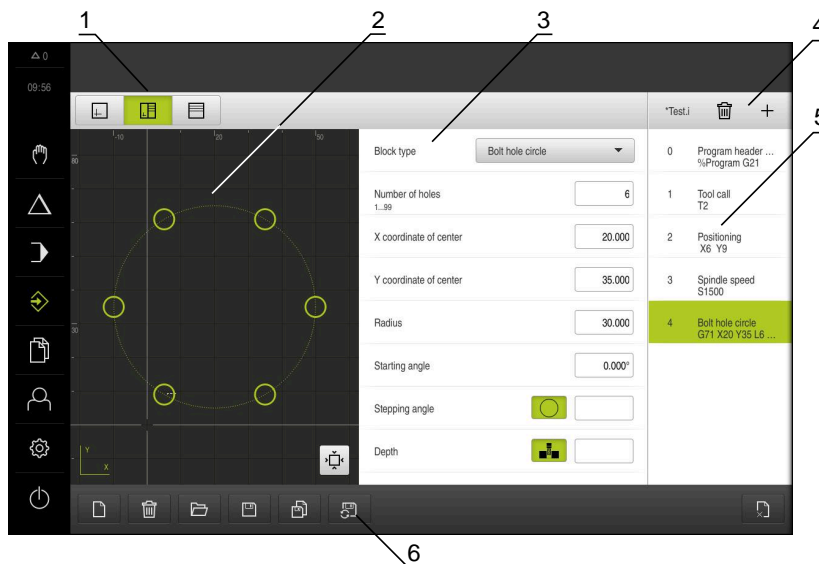 1
2
3
4
5
0
09:56
*Test.i
-10
20
50
80
30
Y
X
Block type
Bolt hole circle
Number of holes
1...99
6
X coordinate of center
20.000
Y coordinate of center
35.000
Radius
30.000
Starting angle
0.000°
Stepping angle
Depth
0
Program header ...
%Program G21
1
Tool call
T2
2
Positioning
X6 Y9
3
Spindle speed
S1500
4
Bolt hole circle
G71 X20 Y35 L6 ...
6